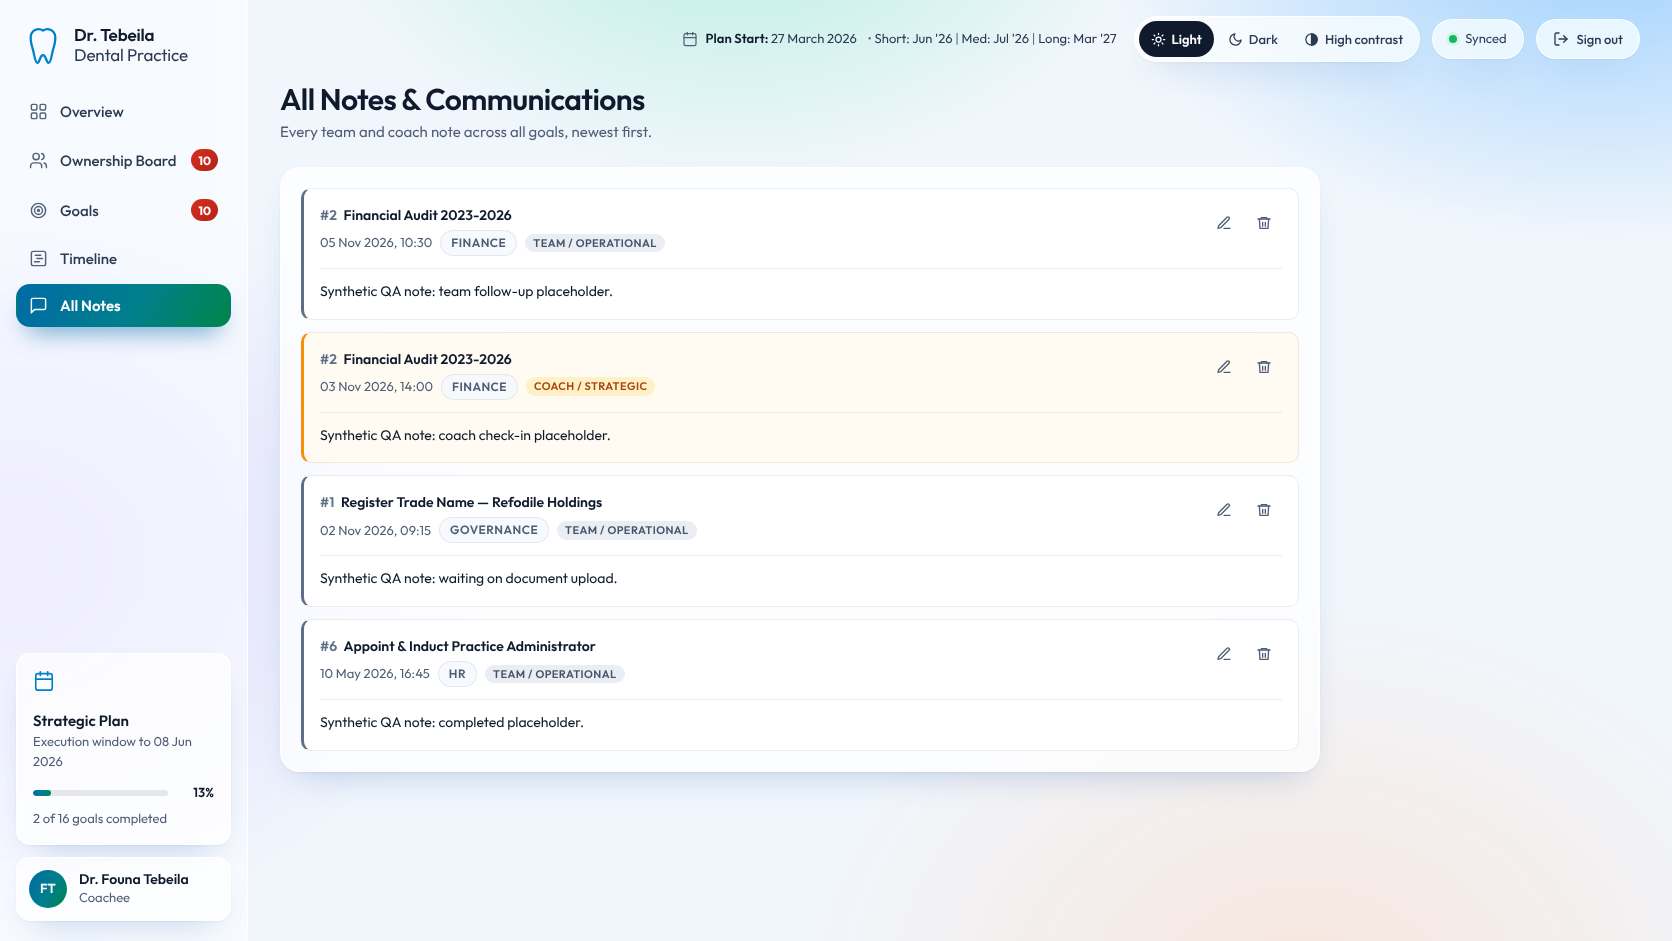 Dr. Tebeila
Dental Practice
Overview
Ownership Board 10
Goals 10
Timeline
All Notes
Strategic Plan
Execution window to 08 Jun
2026
13%
2 of 16 goals completed
FT
Dr. Founa Tebeila
Coachee
Plan Start: 27 March 2026 • Short: Jun '26 | Med: Jul '26 | Long: Mar '27
Light
Dark
High contrast
Synced
Sign out
All Notes & Communications
Every team and coach note across all goals, newest first.
#2 Financial Audit 2023-2026
05 Nov 2026, 10:30 FINANCE TEAM / OPERATIONAL
Synthetic QA note: team follow-up placeholder.
#2 Financial Audit 2023-2026
03 Nov 2026, 14:00 FINANCE COACH / STRATEGIC
Synthetic QA note: coach check-in placeholder.
#1 Register Trade Name — Refodile Holdings
02 Nov 2026, 09:15 GOVERNANCE TEAM / OPERATIONAL
Synthetic QA note: waiting on document upload.
#6 Appoint & Induct Practice Administrator
10 May 2026, 16:45 HR TEAM / OPERATIONAL
Synthetic QA note: completed placeholder.